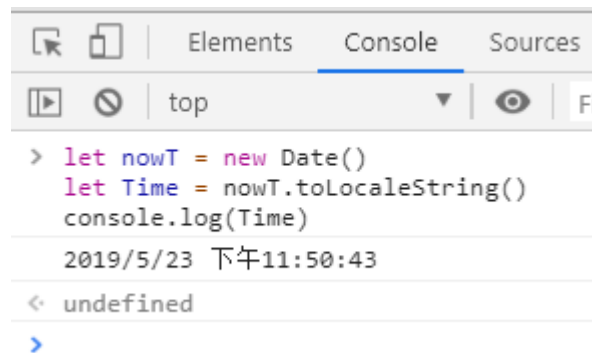 Elements Console Sources
top F
> let nowT = new Date()
let Time = nowT.toLocaleString()
console.log(Time)
2019/5/23 下午11:50:43
undefined
>